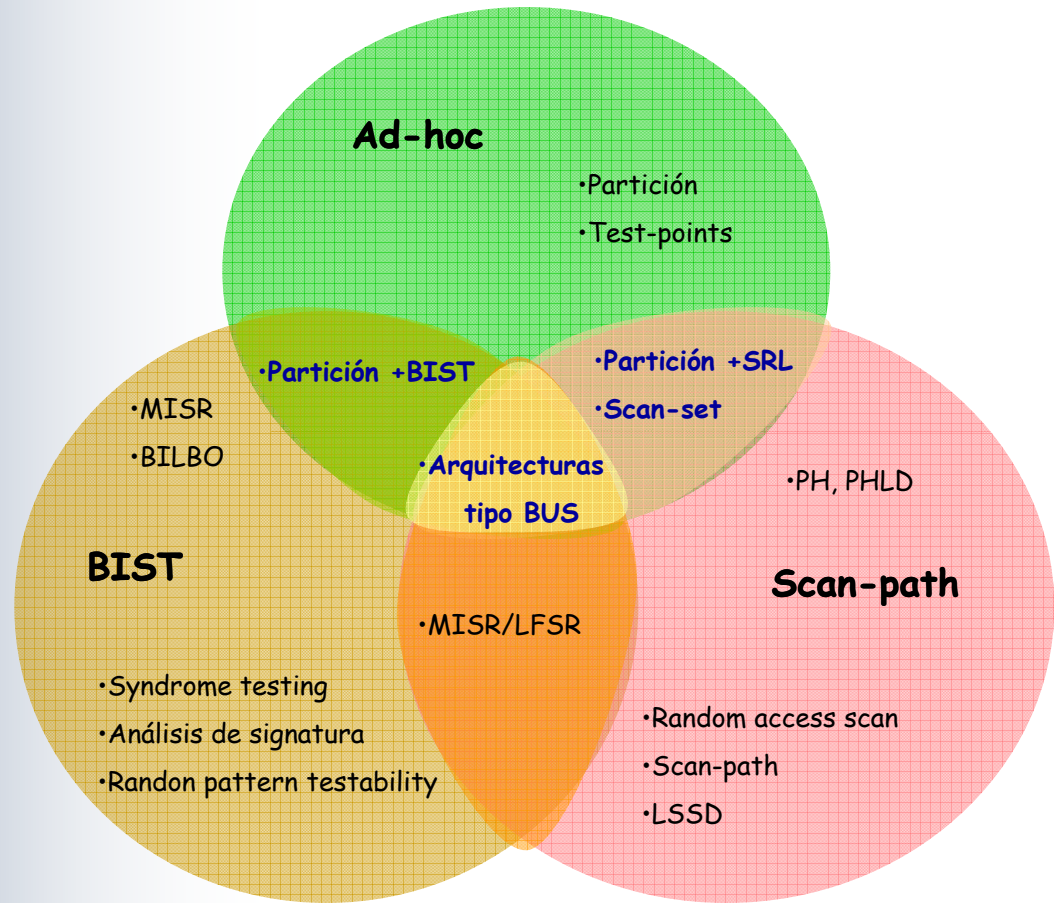 Ad-hoc
•Partición
•Test-points
•Partición +BIST
•Partición +SRL
•Scan-set
•MISR
•BILBO
•Arquitecturas
tipo BUS
•PH, PHLD
BIST
Scan-path
•MISR/LFSR
•Syndrome testing
•Análisis de signatura
•Randon pattern testability
•Random access scan
•Scan-path
•LSSD